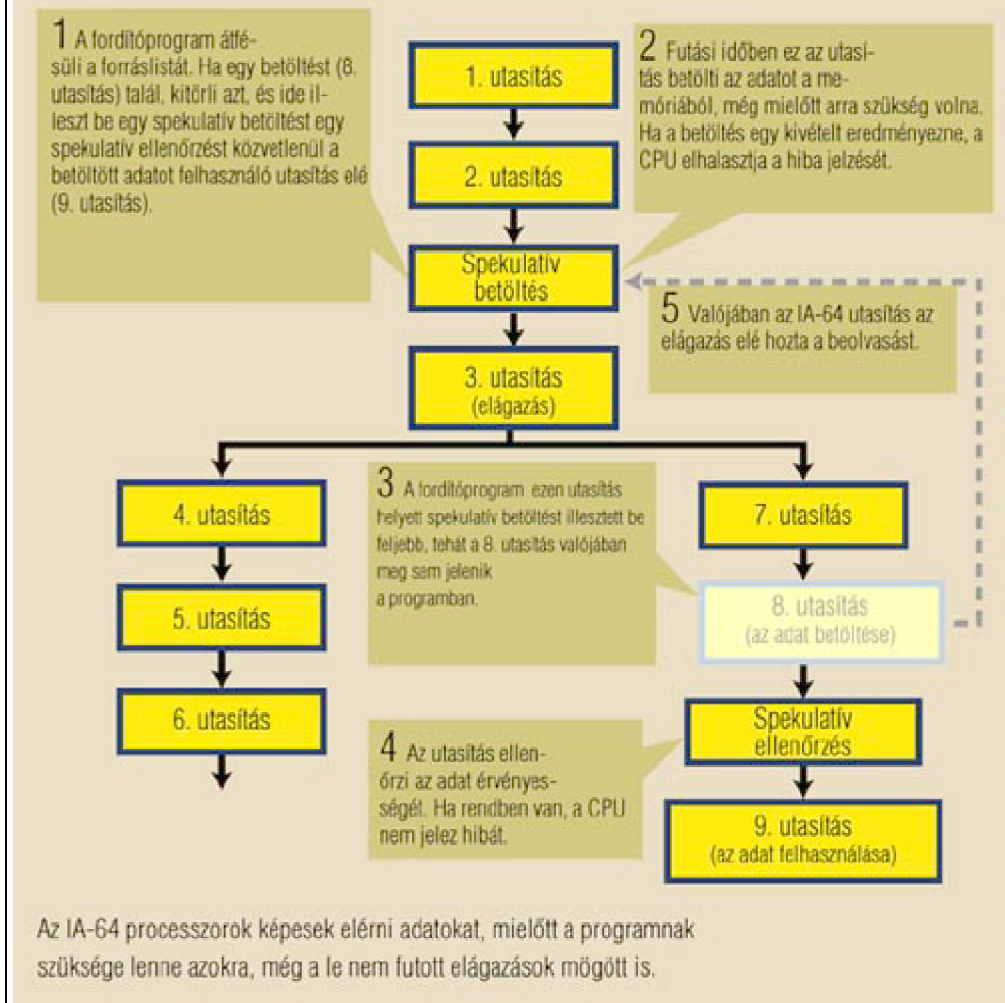 1 A fordítóprogram átfé-
süli a forráslistát. Ha egy betöltést (8.
utasítás) talál, kitörli azt, és ide il-
leszt be egy spekulatív betöltést egy
spekulatív ellenőrzést közvetlenül a
betöltött adatot felhasználó utasítás elé
(9. utasítás).
1. utasítás
2 Futási időben ez az utasí-
tás betölti az adatot a me-
móriából, még mielőtt arra szükség volna.
Ha a betöltés egy kivételt eredményezne, a
CPU elhalasztja a hiba jelzését.
2. utasítás
Spekulatív
betöltés
5 Valójában az IA-64 utasítás az
elágazás elé hozta a beolvasást.
3. utasítás
(elágazás)
4. utasítás
3 A fordítóprogram ezen utasítás
helyett spekulatív betöltést illesztett be
feljebb, tehát a 8. utasítás valójában
meg sem jelenik
a programban.
7. utasítás
5. utasítás
8. utasítás
(az adat betöltése)
6. utasítás
4 Az utasítás ellen-
őrzi az adat érvényes-
ségét. Ha rendben van, a CPU
nem jelez hibát.
Spekulatív
ellenőrzés
9. utasítás
(az adat felhasználása)
Az IA-64 processzorok képesek elérni adatokat, mielőtt a programnak
szüksége lenne azokra, még a le nem futott elágazások mögött is.